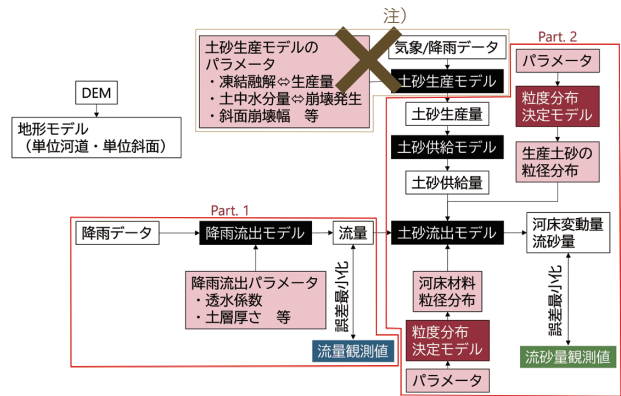 注）
土砂生産モデルの
パラメータ
・凍結融解⇔生産量
・土中水分量⇔崩壊発生
・斜面崩壊幅　等
気象/降雨データ
土砂生産モデル
土砂生産量
土砂供給モデル
土砂供給量
Part. 2
パラメータ
粒度分布
決定モデル
生産土砂の
粒径分布
DEM
地形モデル
（単位河道・単位斜面）
Part. 1
降雨データ
降雨流出モデル
流量
土砂流出モデル
河床変動量
流砂量
降雨流出パラメータ
・透水係数
・土層厚さ　等
誤差最小化
流量観測値
河床材料
粒径分布
粒度分布
決定モデル
パラメータ
誤差最小化
流砂量観測値